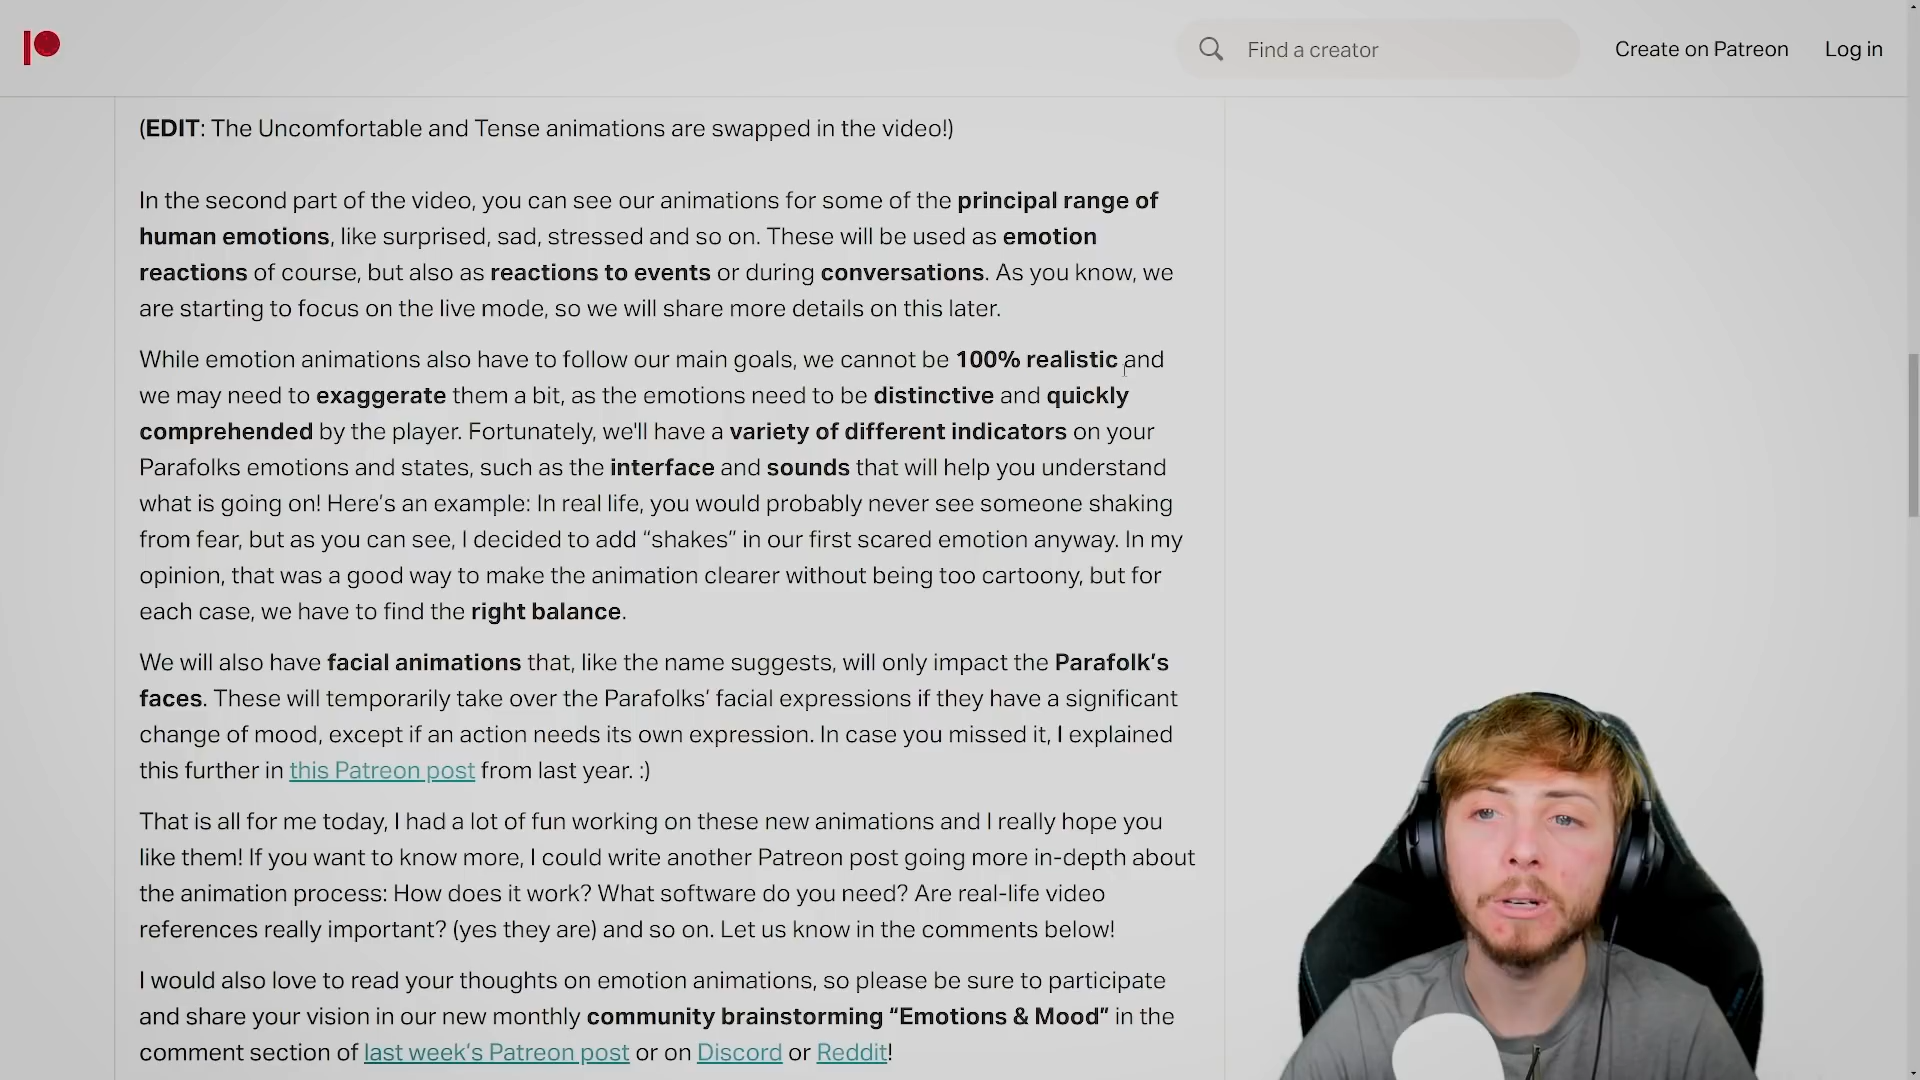 Find a creator
Create on Patreon
Log in
(EDIT: The Uncomfortable and Tense animations are swapped in the video!)
In the second part of the video, you can see our animations for some of the principal range of
human emotions, like surprised, sad, stressed and so on. These will be used as emotion
reactions of course, but also as reactions to events or during conversations. As you know, we
are starting to focus on the live mode, so we will share more details on this later.
While emotion animations also have to follow our main goals, we cannot be 100% realistic and
we may need to exaggerate them a bit, as the emotions need to be distinctive and quickly
comprehended by the player. Fortunately, we'll have a variety of different indicators on your
Parafolks emotions and states, such as the interface and sounds that will help you understand
what is going on! Here’s an example: In real life, you would probably never see someone shaking
from fear, but as you can see, I decided to add “shakes” in our first scared emotion anyway. In my
opinion, that was a good way to make the animation clearer without being too cartoony, but for
each case, we have to find the right balance.
We will also have facial animations that, like the name suggests, will only impact the Parafolk’s
faces. These will temporarily take over the Parafolks’ facial expressions if they have a significant
change of mood, except if an action needs its own expression. In case you missed it, I explained
this further in this Patreon post from last year. :)
That is all for me today, I had a lot of fun working on these new animations and I really hope you
like them! If you want to know more, I could write another Patreon post going more in-depth about
the animation process: How does it work? What software do you need? Are real-life video
references really important? (yes they are) and so on. Let us know in the comments below!
I would also love to read your thoughts on emotion animations, so please be sure to participate
and share your vision in our new monthly community brainstorming “Emotions & Mood” in the
comment section of last week’s Patreon post or on Discord or Reddit!